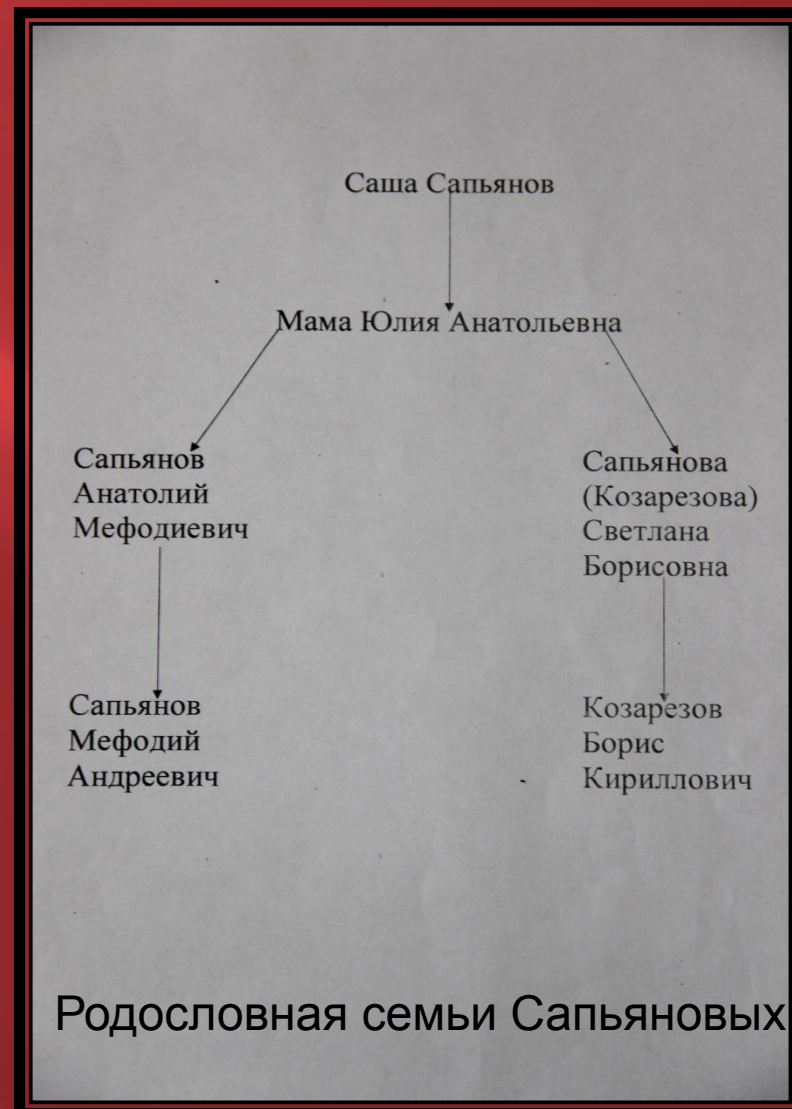 Саша Сапьянов
Мама Юлия Анатольевна
Сапьянов
Анатолий
Мефодиевич
Сапьянова
(Козарезова)
Светлана
Борисовна
Сапьянов
Мефодий
Андреевич
Козарезов
Борис
Кириллович
Родословная семьи Сапьяновых